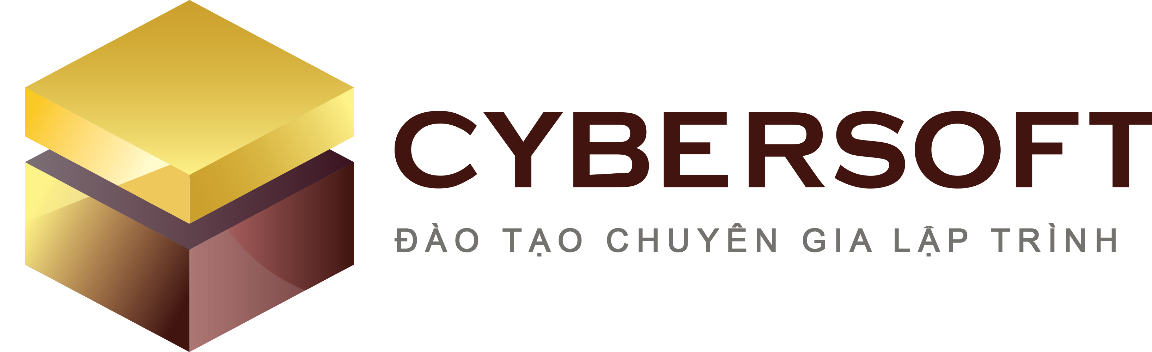 CYBERSOFT
ĐÀO TẠO CHUYÊN GIA LẬP TRÌNH